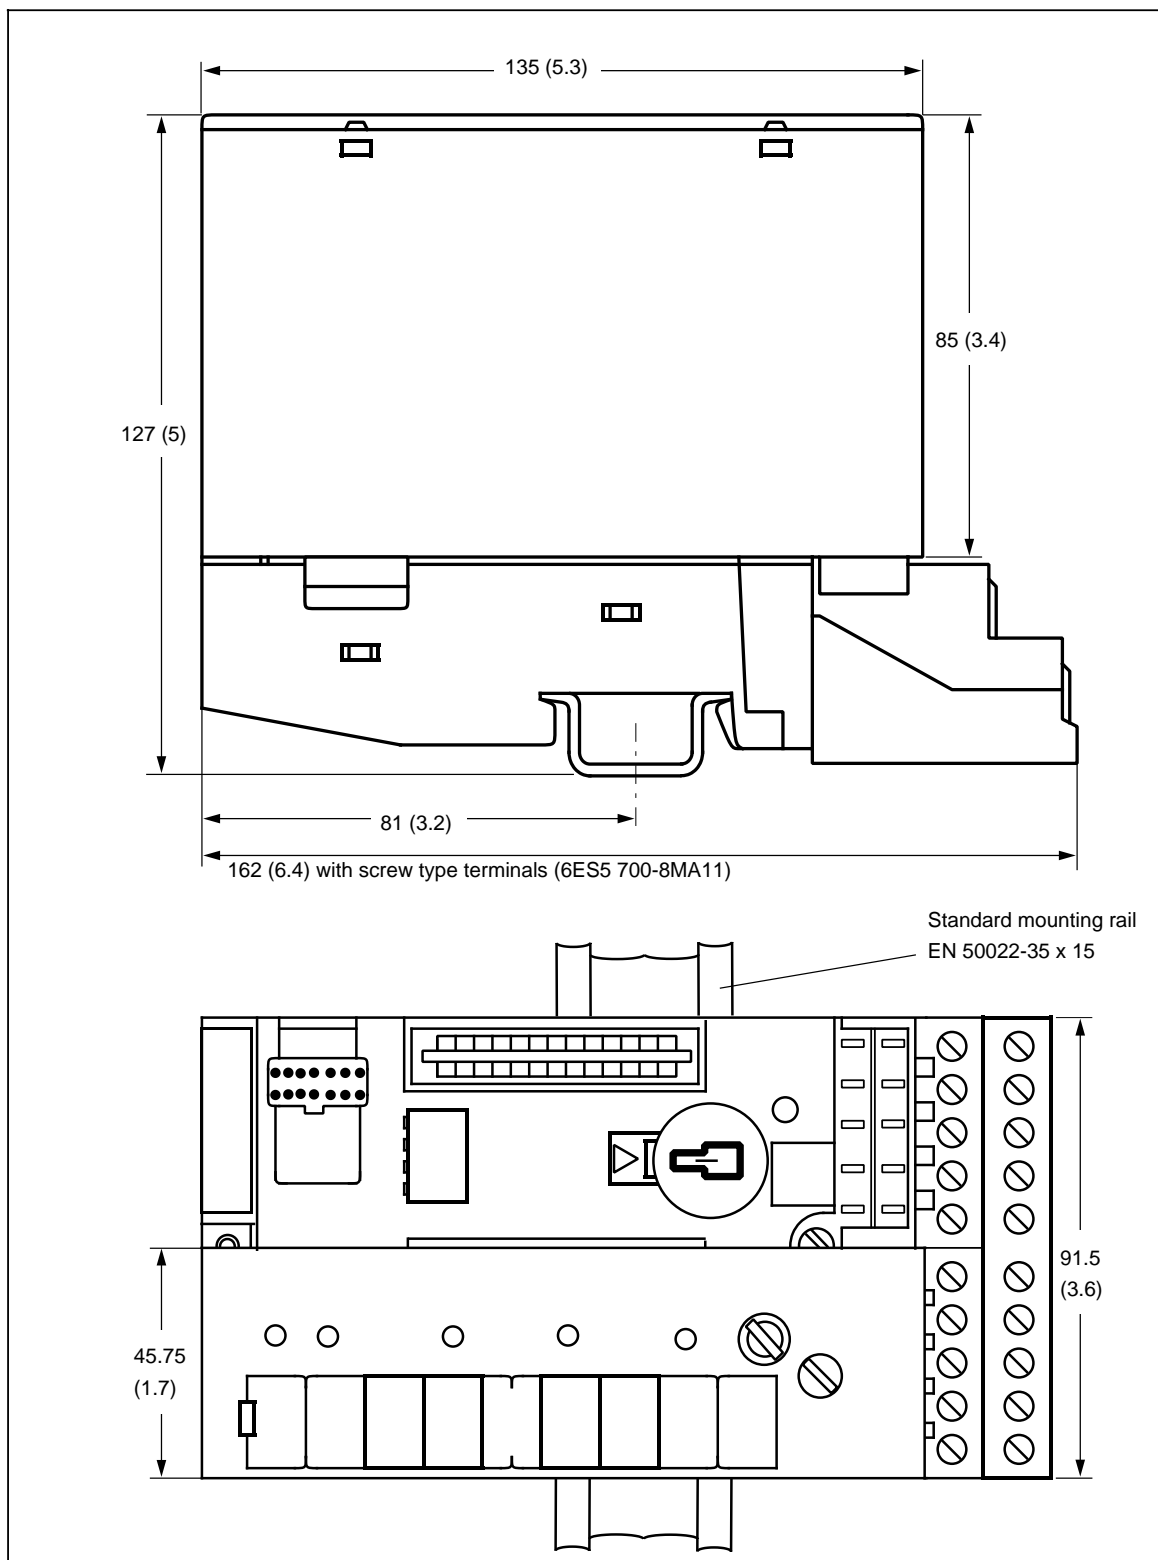 135 (5.3)
85 (3.4)
127 (5)
81 (3.2)
162 (6.4) with screw type terminals (6ES5 700-8MA11)
Standard mounting rail
EN 50022-35 x 15
91.5
(3.6)
45.75
(1.7)